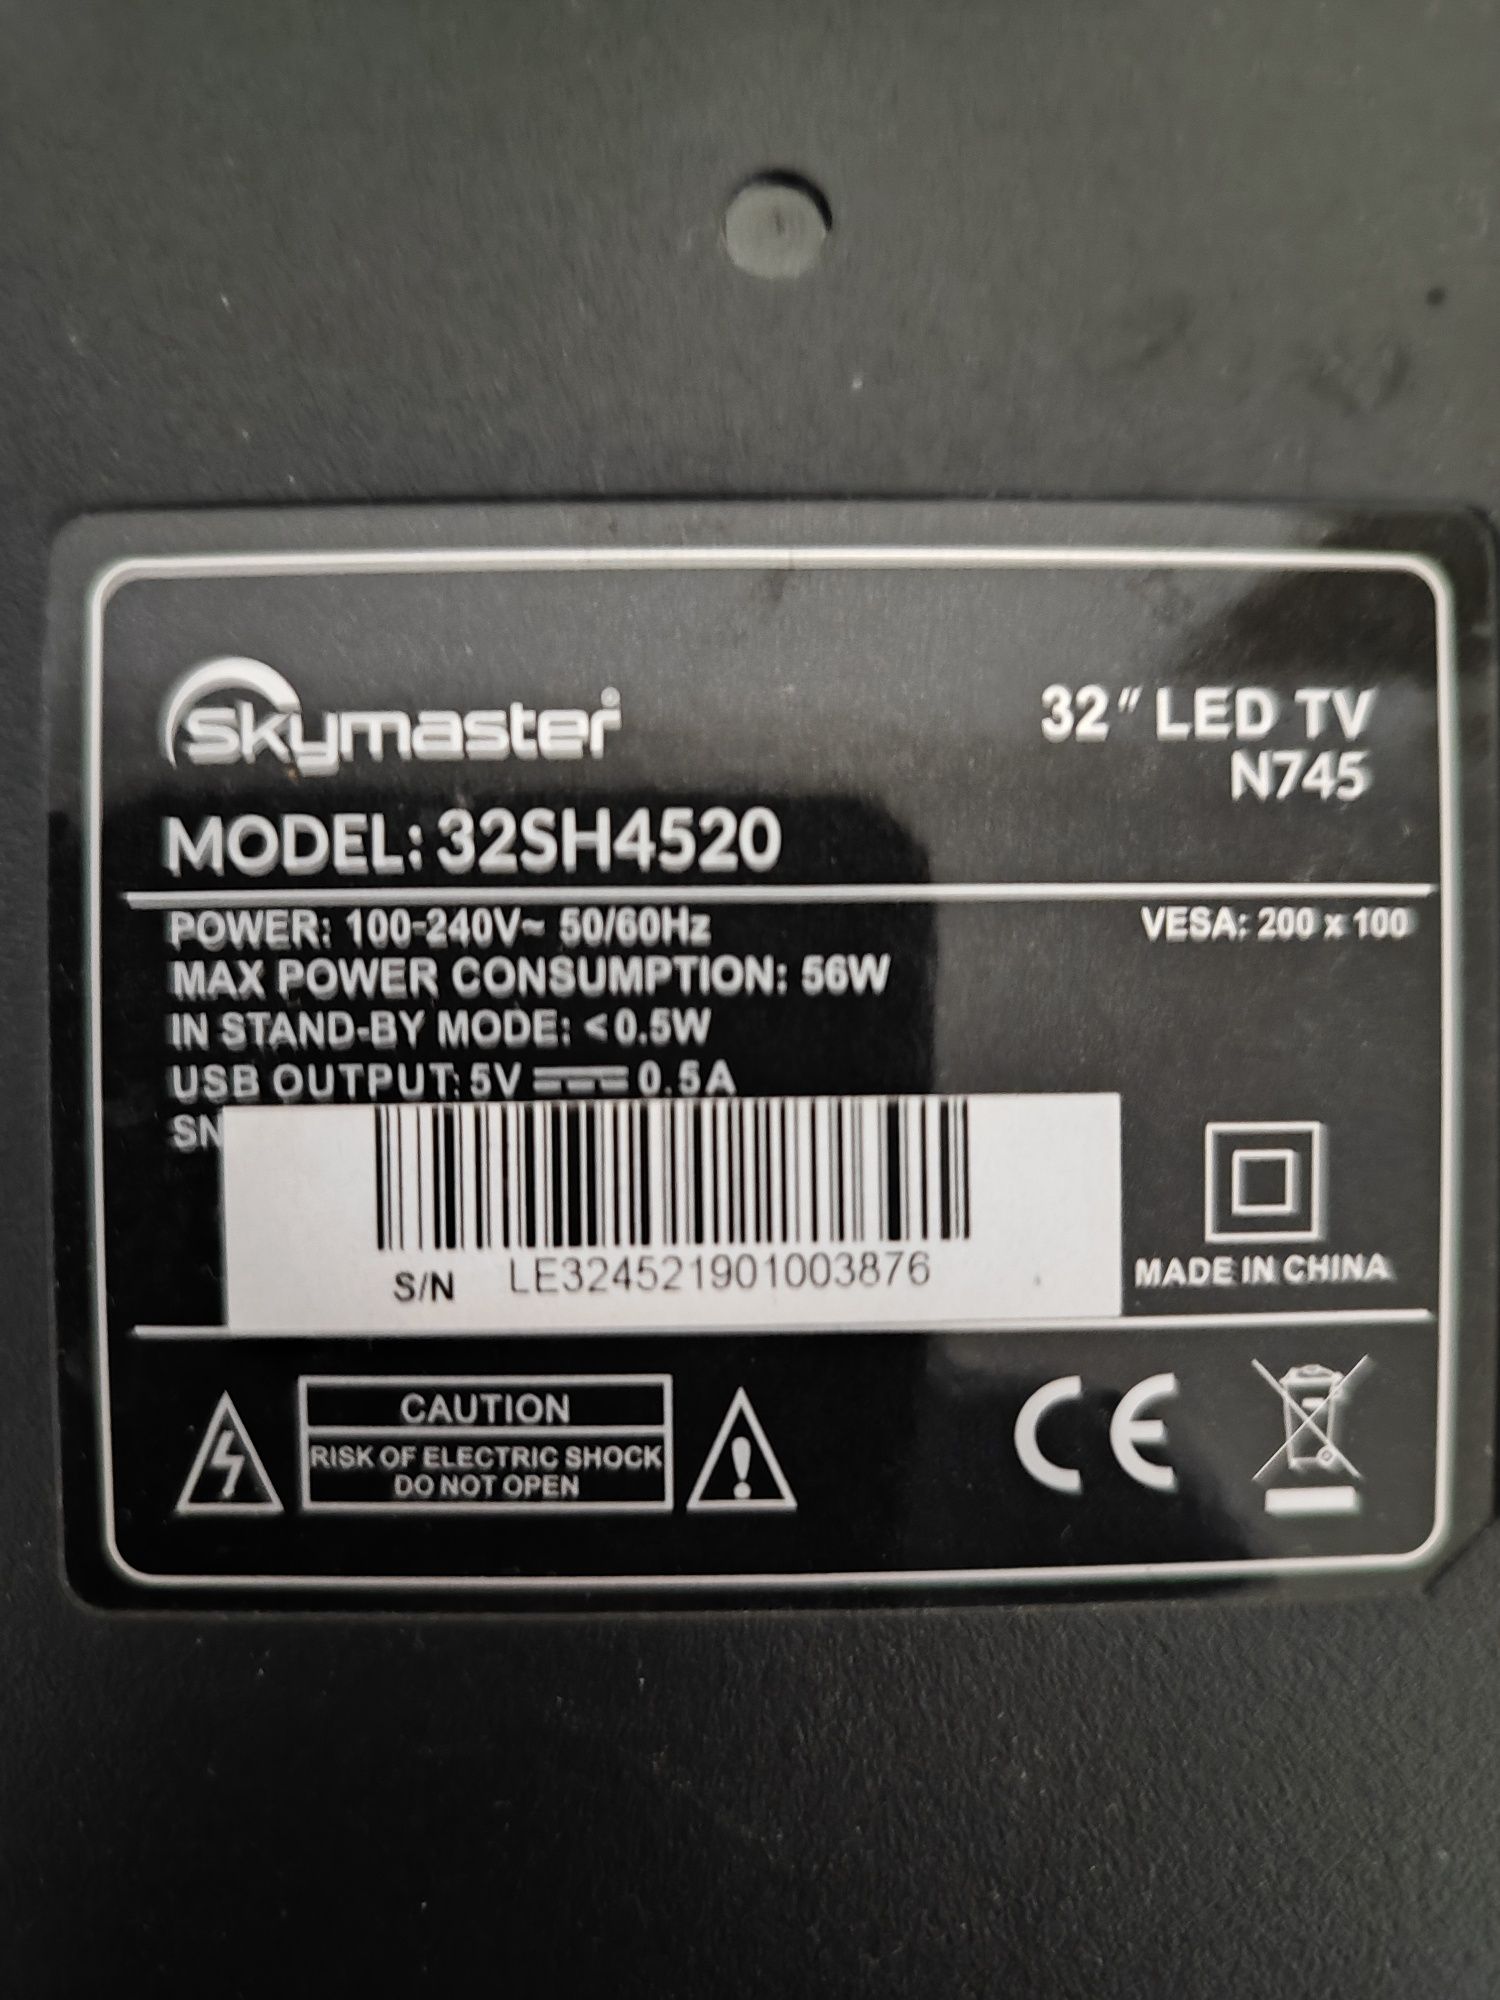 Skymaster®
32" LED TV
N745
MODEL: 32SH4520
POWER: 100-240V~ 50/60Hz
VESA: 200 x 100
MAX POWER CONSUMPTION: 56W
IN STAND-BY MODE: <0.5W
USB OUTPUT: 5V ⎓ 0.5A
SN
S/N LE324521901003876
MADE IN CHINA
CAUTION
RISK OF ELECTRIC SHOCK
DO NOT OPEN
CE